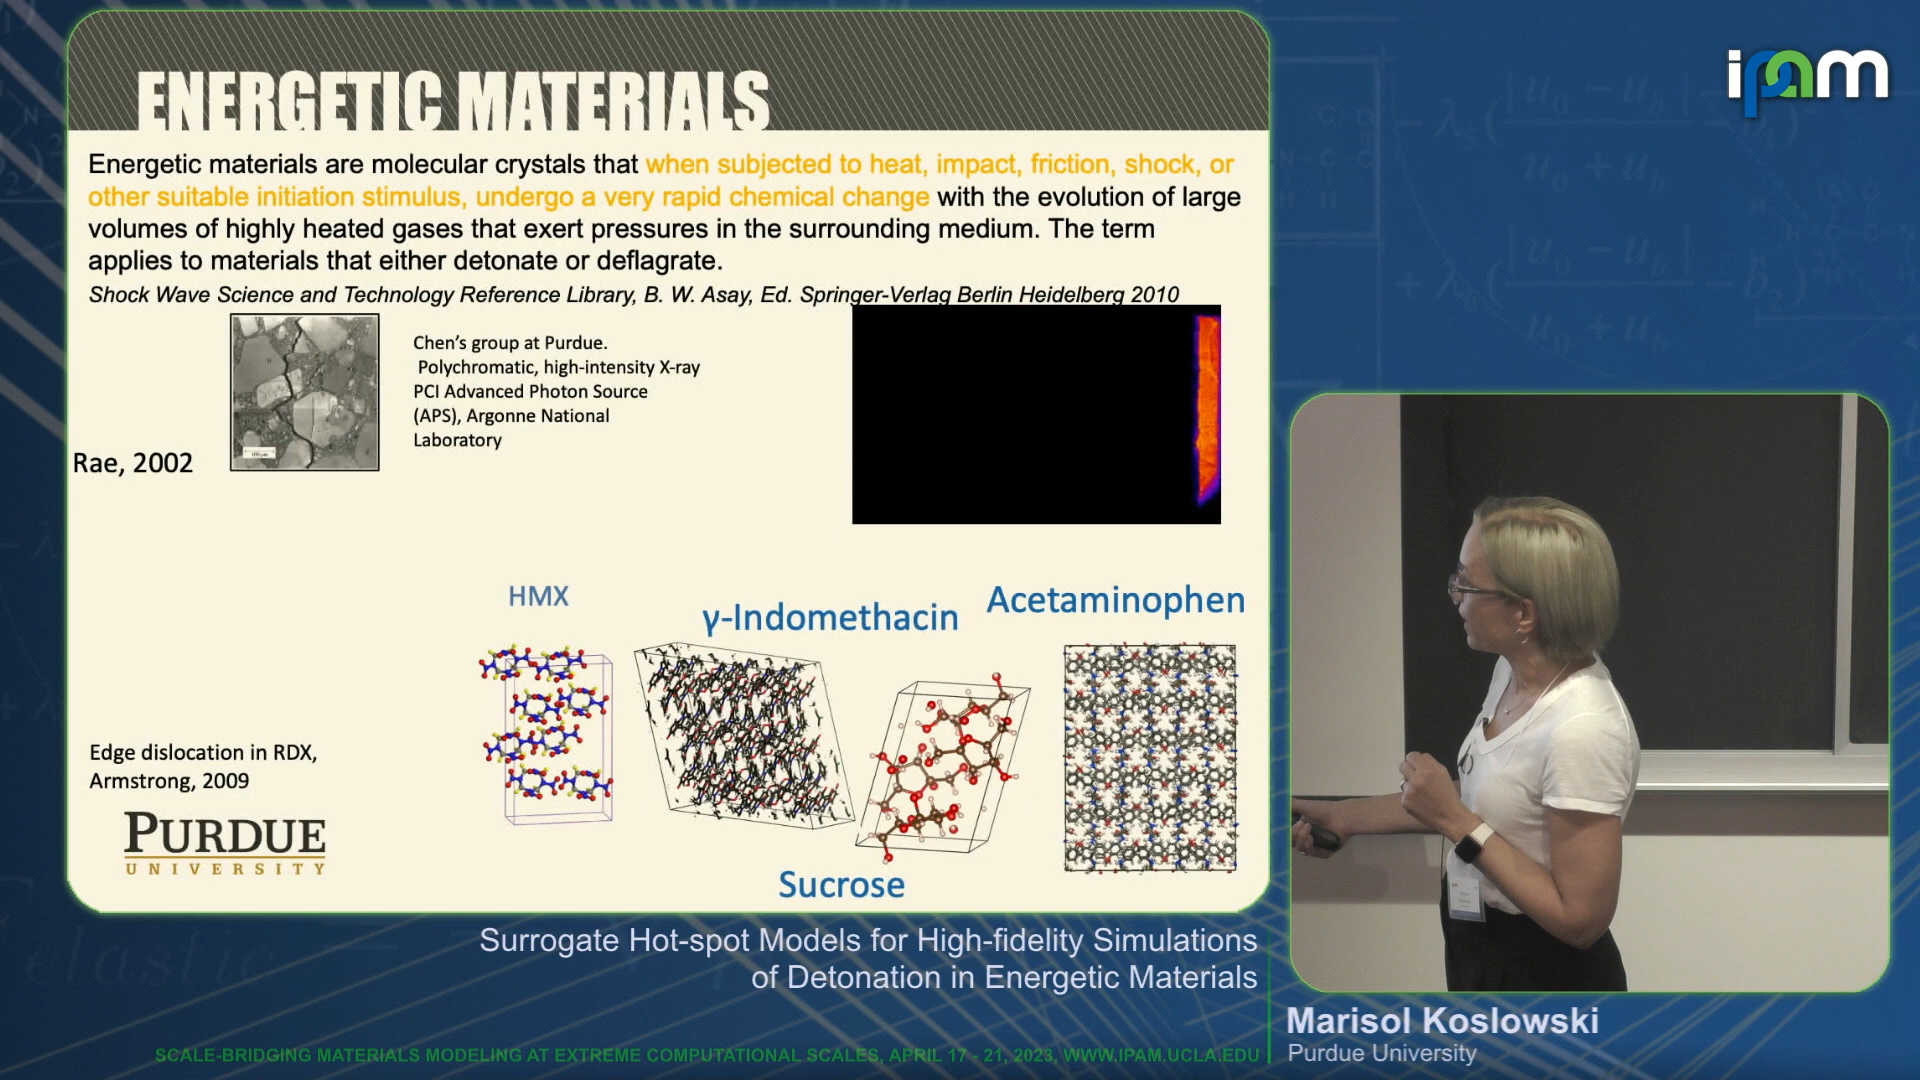 ipam
ENERGETIC MATERIALS
Energetic materials are molecular crystals that when subjected to heat, impact, friction, shock, or
other suitable initiation stimulus, undergo a very rapid chemical change with the evolution of large
volumes of highly heated gases that exert pressures in the surrounding medium. The term
applies to materials that either detonate or deflagrate.
Shock Wave Science and Technology Reference Library, B. W. Asay, Ed. Springer-Verlag Berlin Heidelberg 2010
Chen's group at Purdue.
Polychromatic, high-intensity X-ray
PCI Advanced Photon Source
(APS), Argonne National
Laboratory
Rae, 2002
HMX
γ-Indomethacin
Acetaminophen
Sucrose
Edge dislocation in RDX,
Armstrong, 2009
PURDUE
UNIVERSITY
Surrogate Hot-spot Models for High-fidelity Simulations
of Detonation in Energetic Materials
Marisol Koslowski
Purdue University
SCALE-BRIDGING MATERIALS MODELING AT EXTREME COMPUTATIONAL SCALES, APRIL 17 - 21, 2023, WWW.IPAM.UCLA.EDU